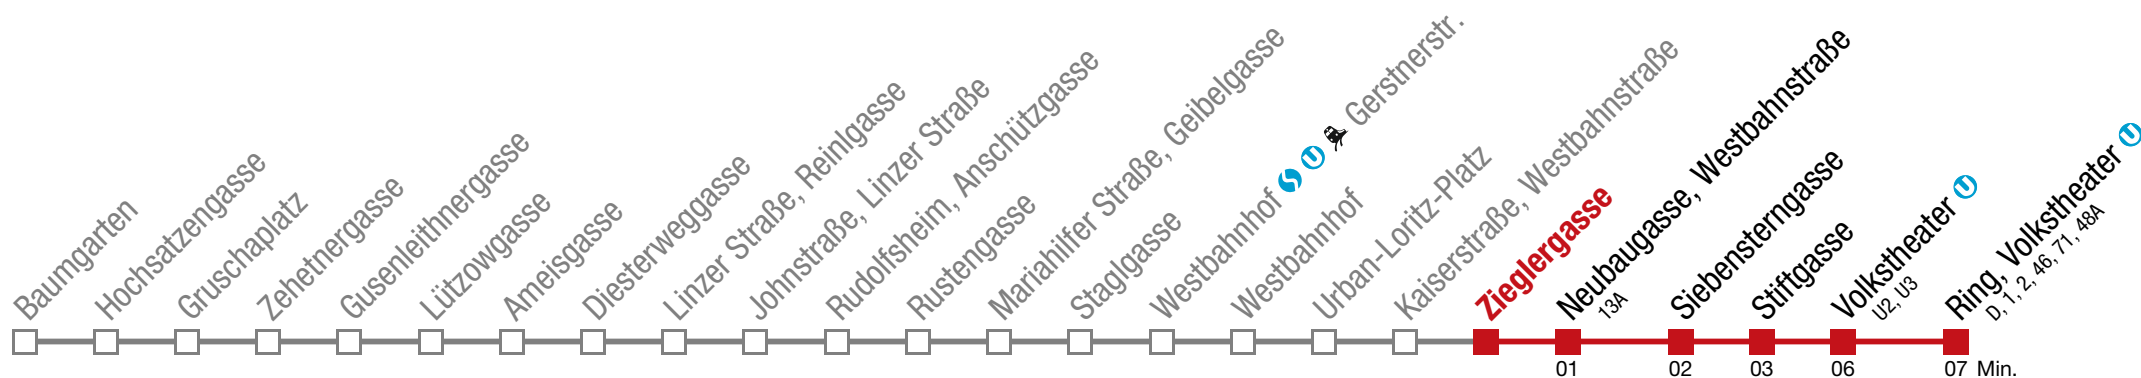 Baumgarten
Hochsatzengasse
Gruschaplatz
Zehetnergasse
Gusenleithnergasse
Lützowgasse
Ameisgasse
Diesterweggasse
Linzer Straße, Reinlgasse
Johnstraße, Linzer Straße
Rudolfsheim, Anschützgasse
Rustengasse
Mariahilfer Straße, Geibelgasse
Staglgasse
Westbahnhof S U Gerstnerstr.
Westbahnhof
Urban-Loritz-Platz
Kaiserstraße, Westbahnstraße
Zieglergasse
Neubaugasse, Westbahnstraße
13A
Siebensterngasse
Stiftgasse
Volkstheater U
U2, U3
Ring, Volkstheater U
D, 1, 2, 46, 71, 48A
01 02 03 06 07 Min.